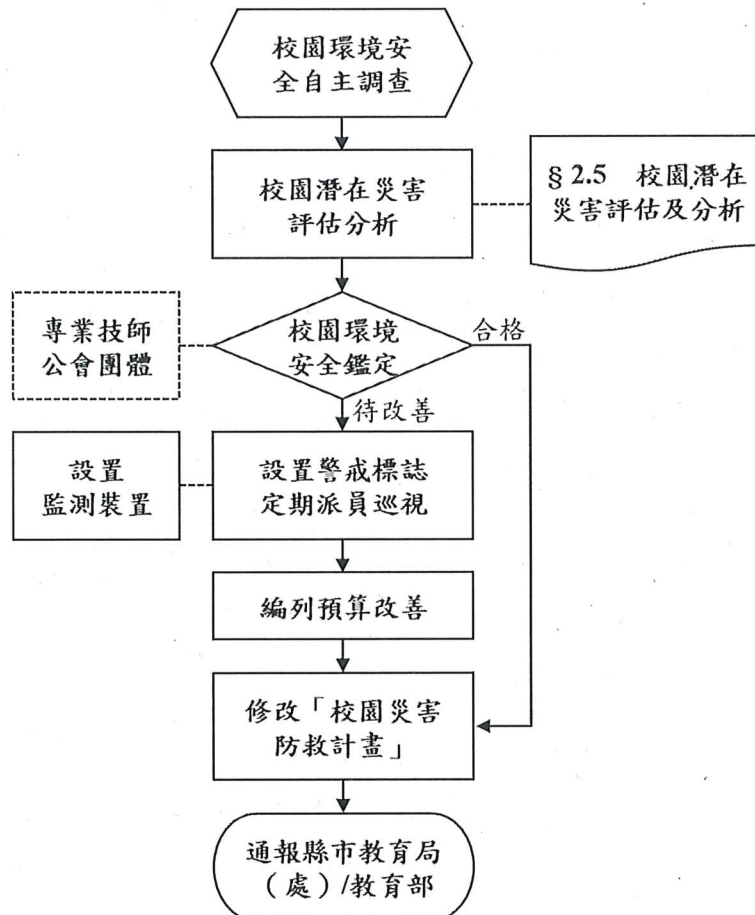 校園環境安
全自主調查
校園潛在災害
評估分析
§ 2.5 校園潛在
災害評估及分析
專業技師
公會團體
校園環境
安全鑑定
合格
待改善
設置
監測裝置
設置警戒標誌
定期派員巡視
編列預算改善
修改「校園災害
防救計畫」
通報縣市教育局
（處）/教育部